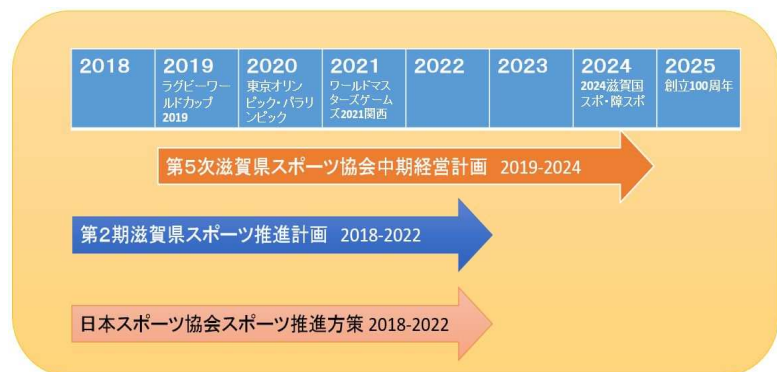 2018
2019
ラグビーワー
ルドカップ
2019
2020
東京オリン
ピック・パラリ
ンピック
2021
ワールドマス
ターズゲーム
ズ2021関西
2022
2023
2024
2024滋賀国
スポ・障スポ
2025
創立100周年
第5次滋賀県スポーツ協会中期経営計画 2019-2024
第2期滋賀県スポーツ推進計画 2018-2022
日本スポーツ協会スポーツ推進方策 2018-2022